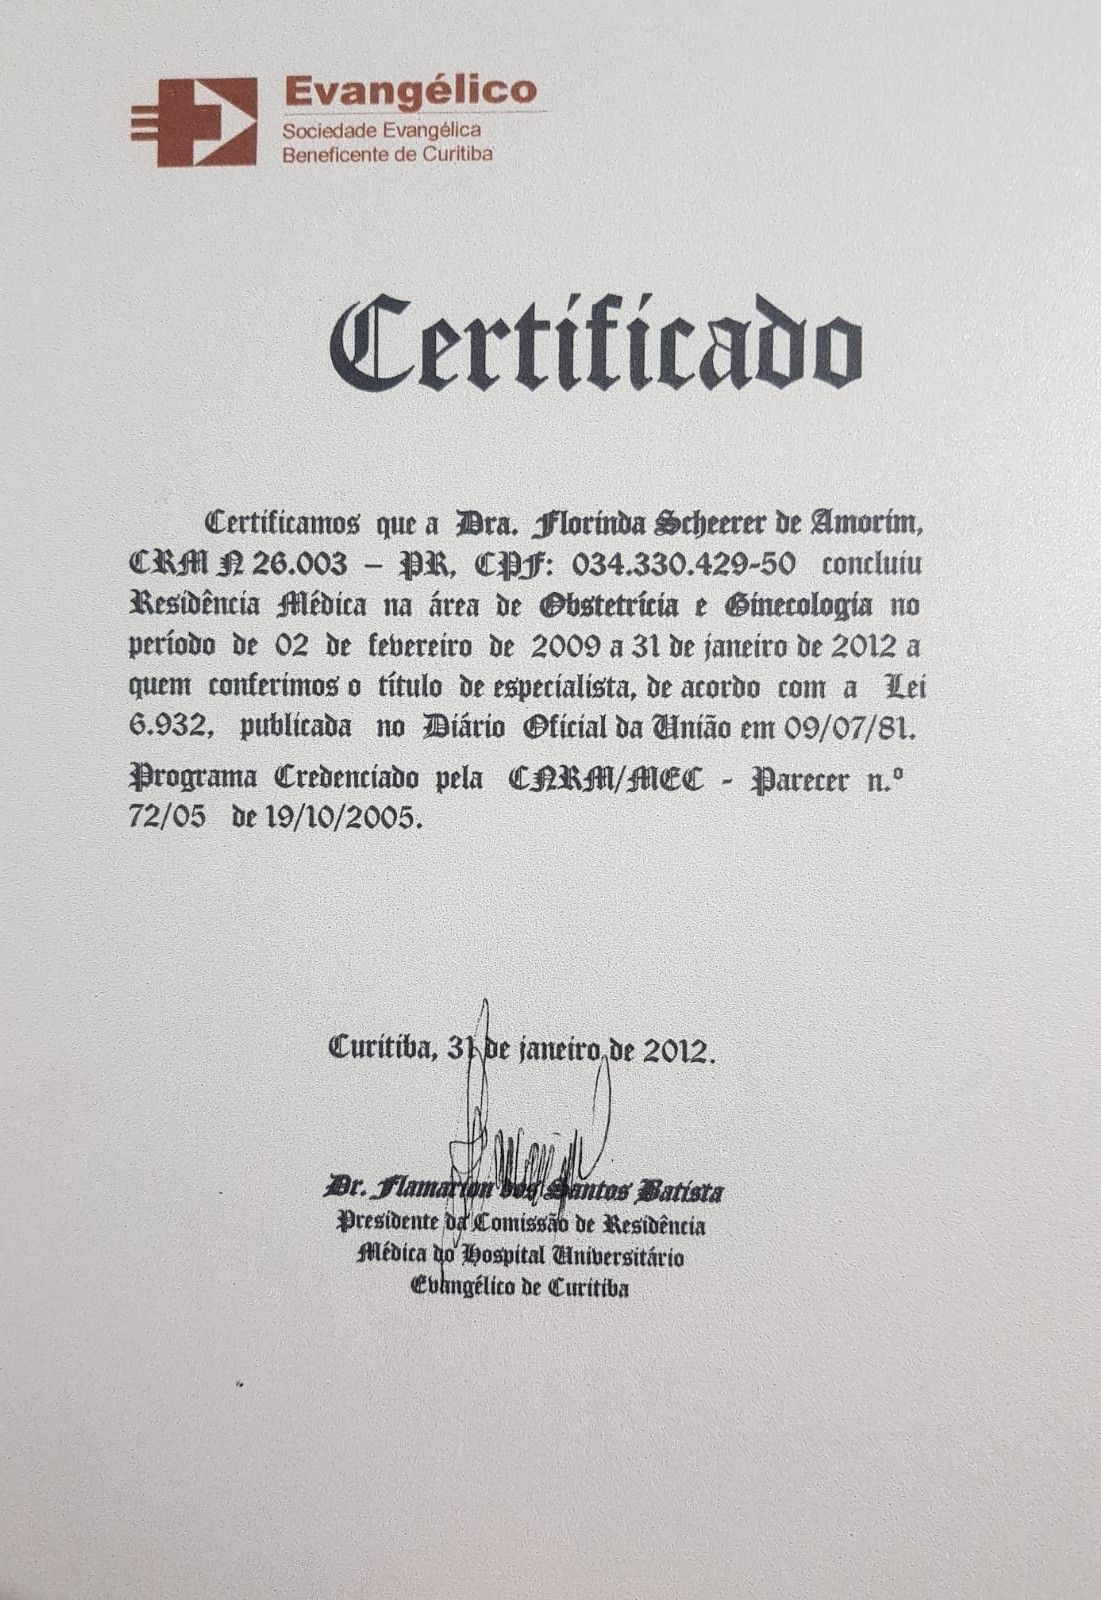 Evangélico
Sociedade Evangélica
Beneficente de Curitiba
Certificado
Certificamos que a Dra. Florinda Scheerer de Amorim,
CRM N 26.003 – PR, CPF: 034.330.429-50 concluiu
Residência Médica na área de Obstetrícia e Ginecologia no
período de 02 de fevereiro de 2009 a 31 de janeiro de 2012 a
quem conferimos o título de especialista, de acordo com a Lei
6.932, publicada no Diário Oficial da União em 09/07/81.
Programa Credenciado pela CNRM/MEC - Parecer n.º
72/05 de 19/10/2005.
Curitiba, 31 de janeiro de 2012.
Dr. Flamarion dos Santos Batista
Presidente da Comissão de Residência
Médica do Hospital Universitário
Evangélico de Curitiba